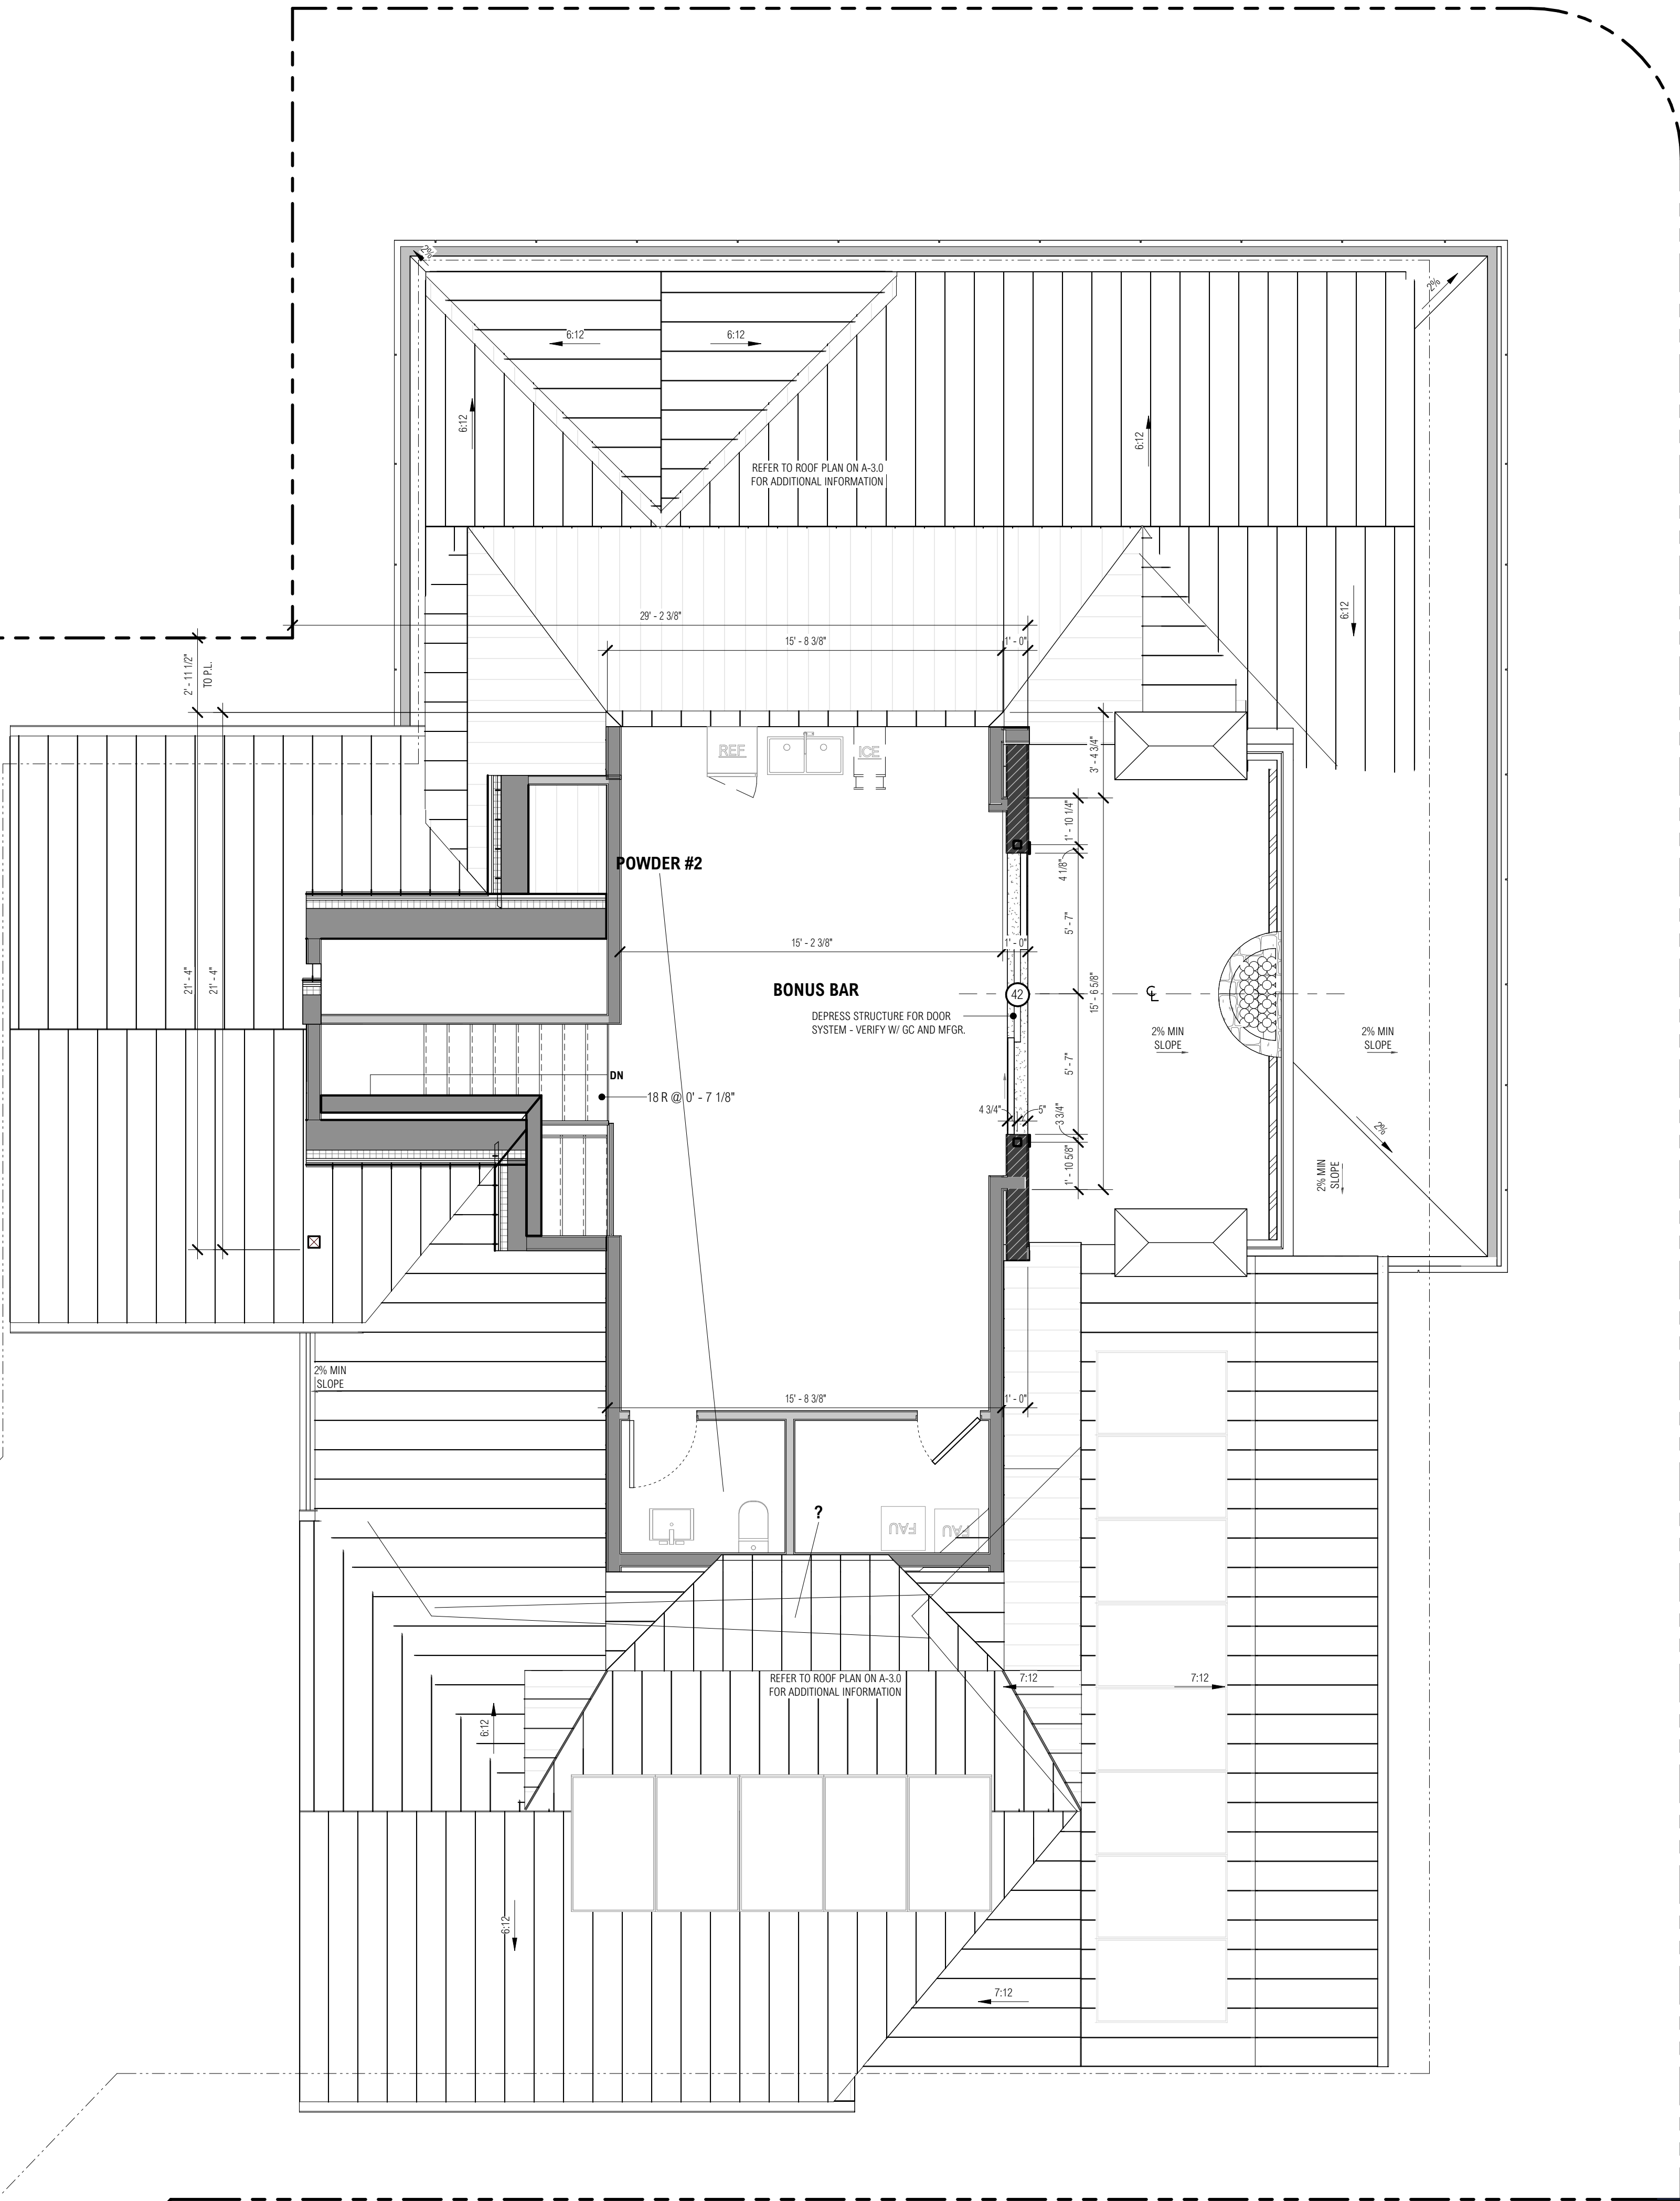 2%
2%
6:12
6:12
6:12
6:12
REFER TO ROOF PLAN ON A-3.0
FOR ADDITIONAL INFORMATION
6:12
29' - 2 3/8"
15' - 8 3/8"
1' - 0"
2' - 11 1/2"
TO P.L.
REF
ICE
3' - 4 3/4"
1' - 10 1/4"
4 1/8"
POWDER #2
5' - 7"
15' - 2 3/8"
1' - 0"
21' - 4"
21' - 4"
BONUS BAR
42
CL
15' - 6 5/8"
DEPRESS STRUCTURE FOR DOOR
SYSTEM - VERIFY W/ GC AND MFGR.
2% MIN
SLOPE
2% MIN
SLOPE
5' - 7"
DN
18 R @ 0' - 7 1/8"
4 3/4"
5"
3 3/4"
2%
1' - 10 5/8"
2% MIN
SLOPE
2% MIN
SLOPE
15' - 8 3/8"
1' - 0"
?
FAU
FAU
REFER TO ROOF PLAN ON A-3.0
FOR ADDITIONAL INFORMATION
7:12
7:12
6:12
6:12
7:12